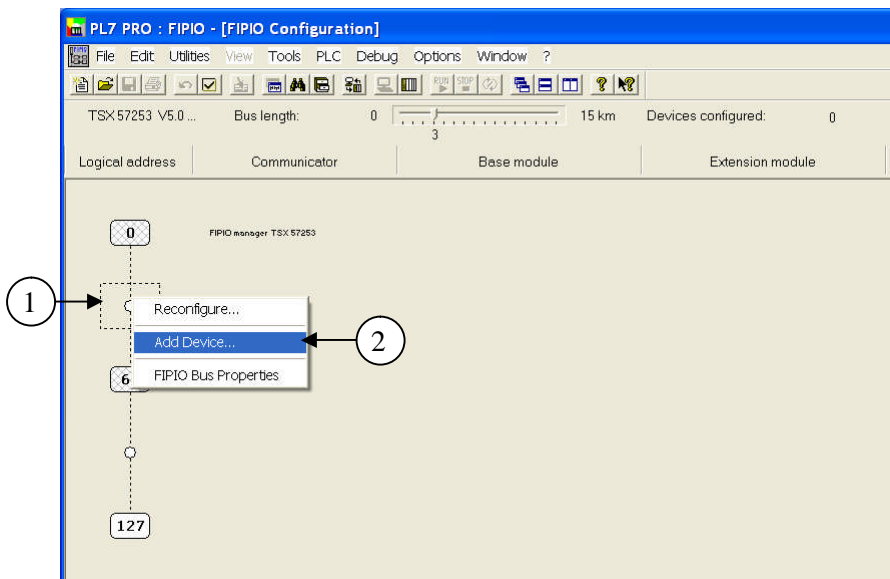 PL7 PRO : FIPIO - [FIPIO Configuration]
File Edit Utilities View Tools PLC Debug Options Window ?
RUN STOP
TSX 57253 V5.0 ... Bus length: 0 15 km Devices configured: 0
3
Logical address Communicator Base module Extension module
0 FIPIO manager TSX 57253
1
Reconfigure...
Add Device... 2
6 FIPIO Bus Properties
127